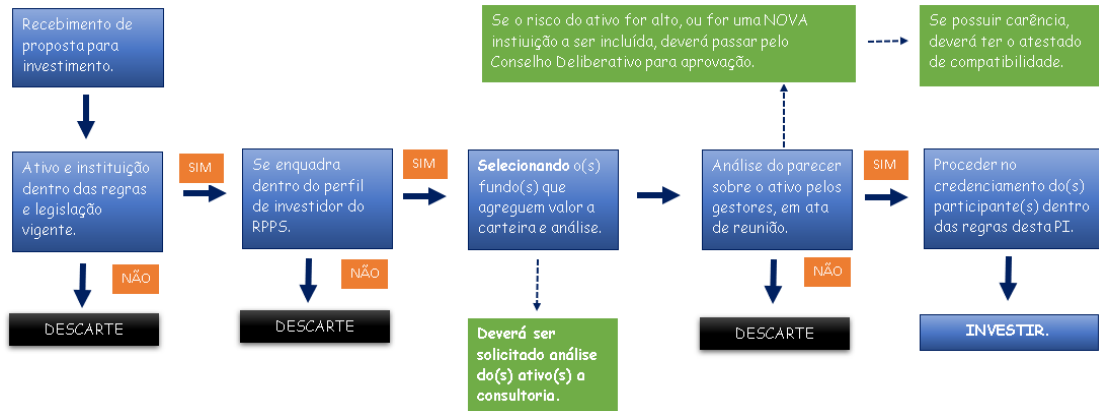 Recebimento de
proposta para
investimento.
Se o risco do ativo for alto, ou for uma NOVA
instiuição a ser incluída, deverá passar pelo
Conselho Deliberativo para aprovação.
Se possuir carência,
deverá ter o atestado
de compatibilidade.
Ativo e instituição
dentro das regras
e legislação
vigente.
SIM
Se enquadra
dentro do perfil
de investidor do
RPPS.
SIM
Selecionando o(s)
fundo(s) que
agreguem valor a
carteira e análise.
Análise do parecer
sobre o ativo pelos
gestores, em ata
de reunião.
SIM
Proceder no
credenciamento do(s)
participante(s) dentro
das regras desta PI.
NÃO
NÃO
NÃO
DESCARTE
DESCARTE
Deverá ser
solicitado análise
do(s) ativo(s) a
consultoria.
DESCARTE
INVESTIR.